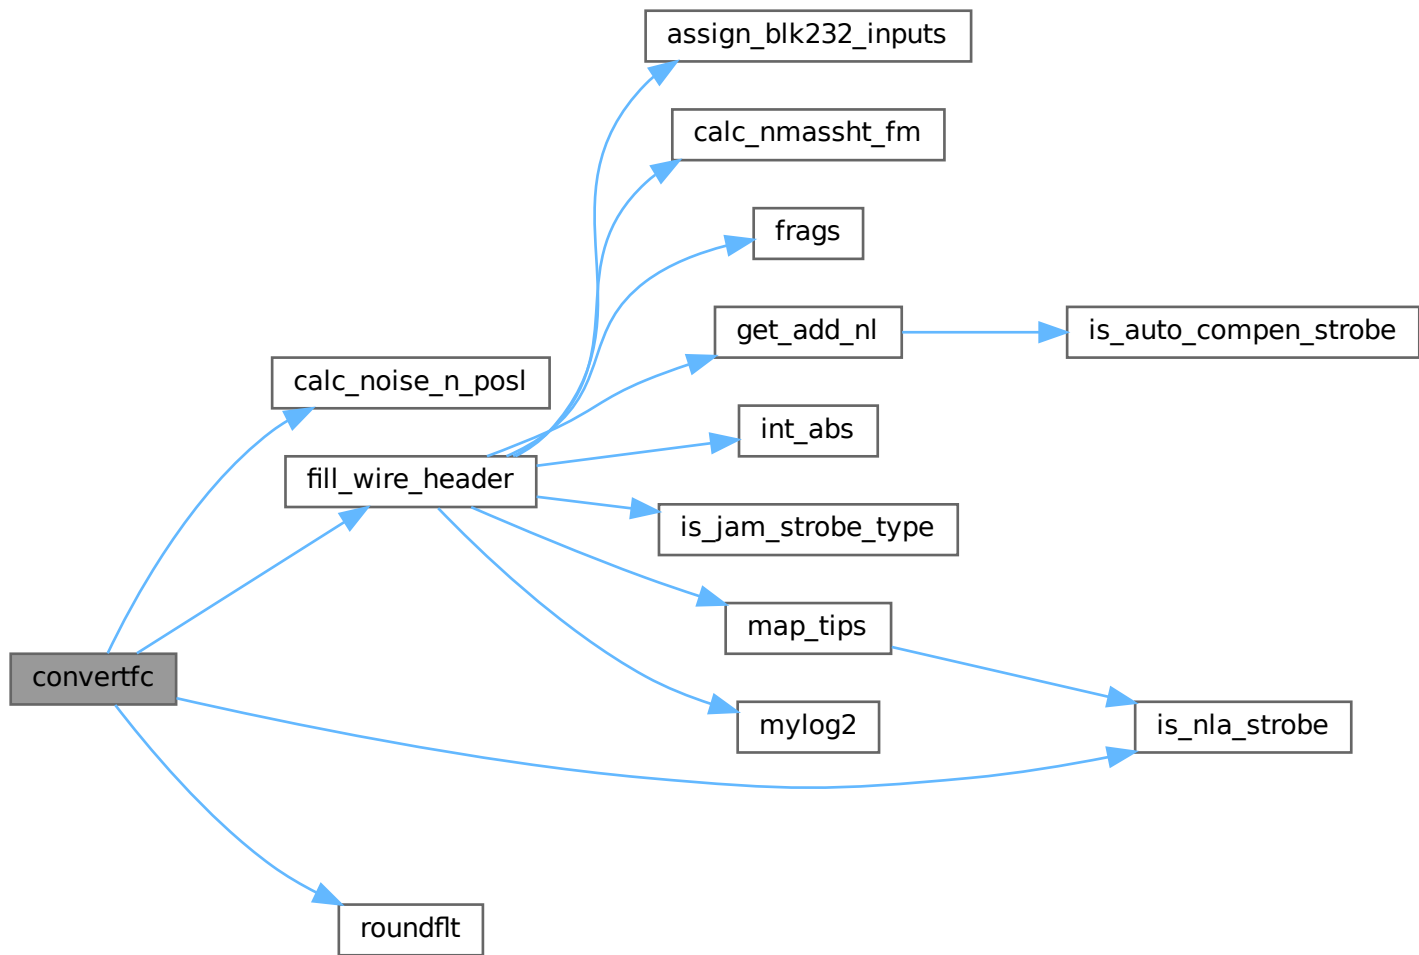 assign_blk232_inputs
calc_nmassht_fm
frags
get_add_nl
is_auto_compen_strobe
calc_noise_n_posl
int_abs
fill_wire_header
is_jam_strobe_type
map_tips
convertfc
mylog2
is_nla_strobe
roundflt